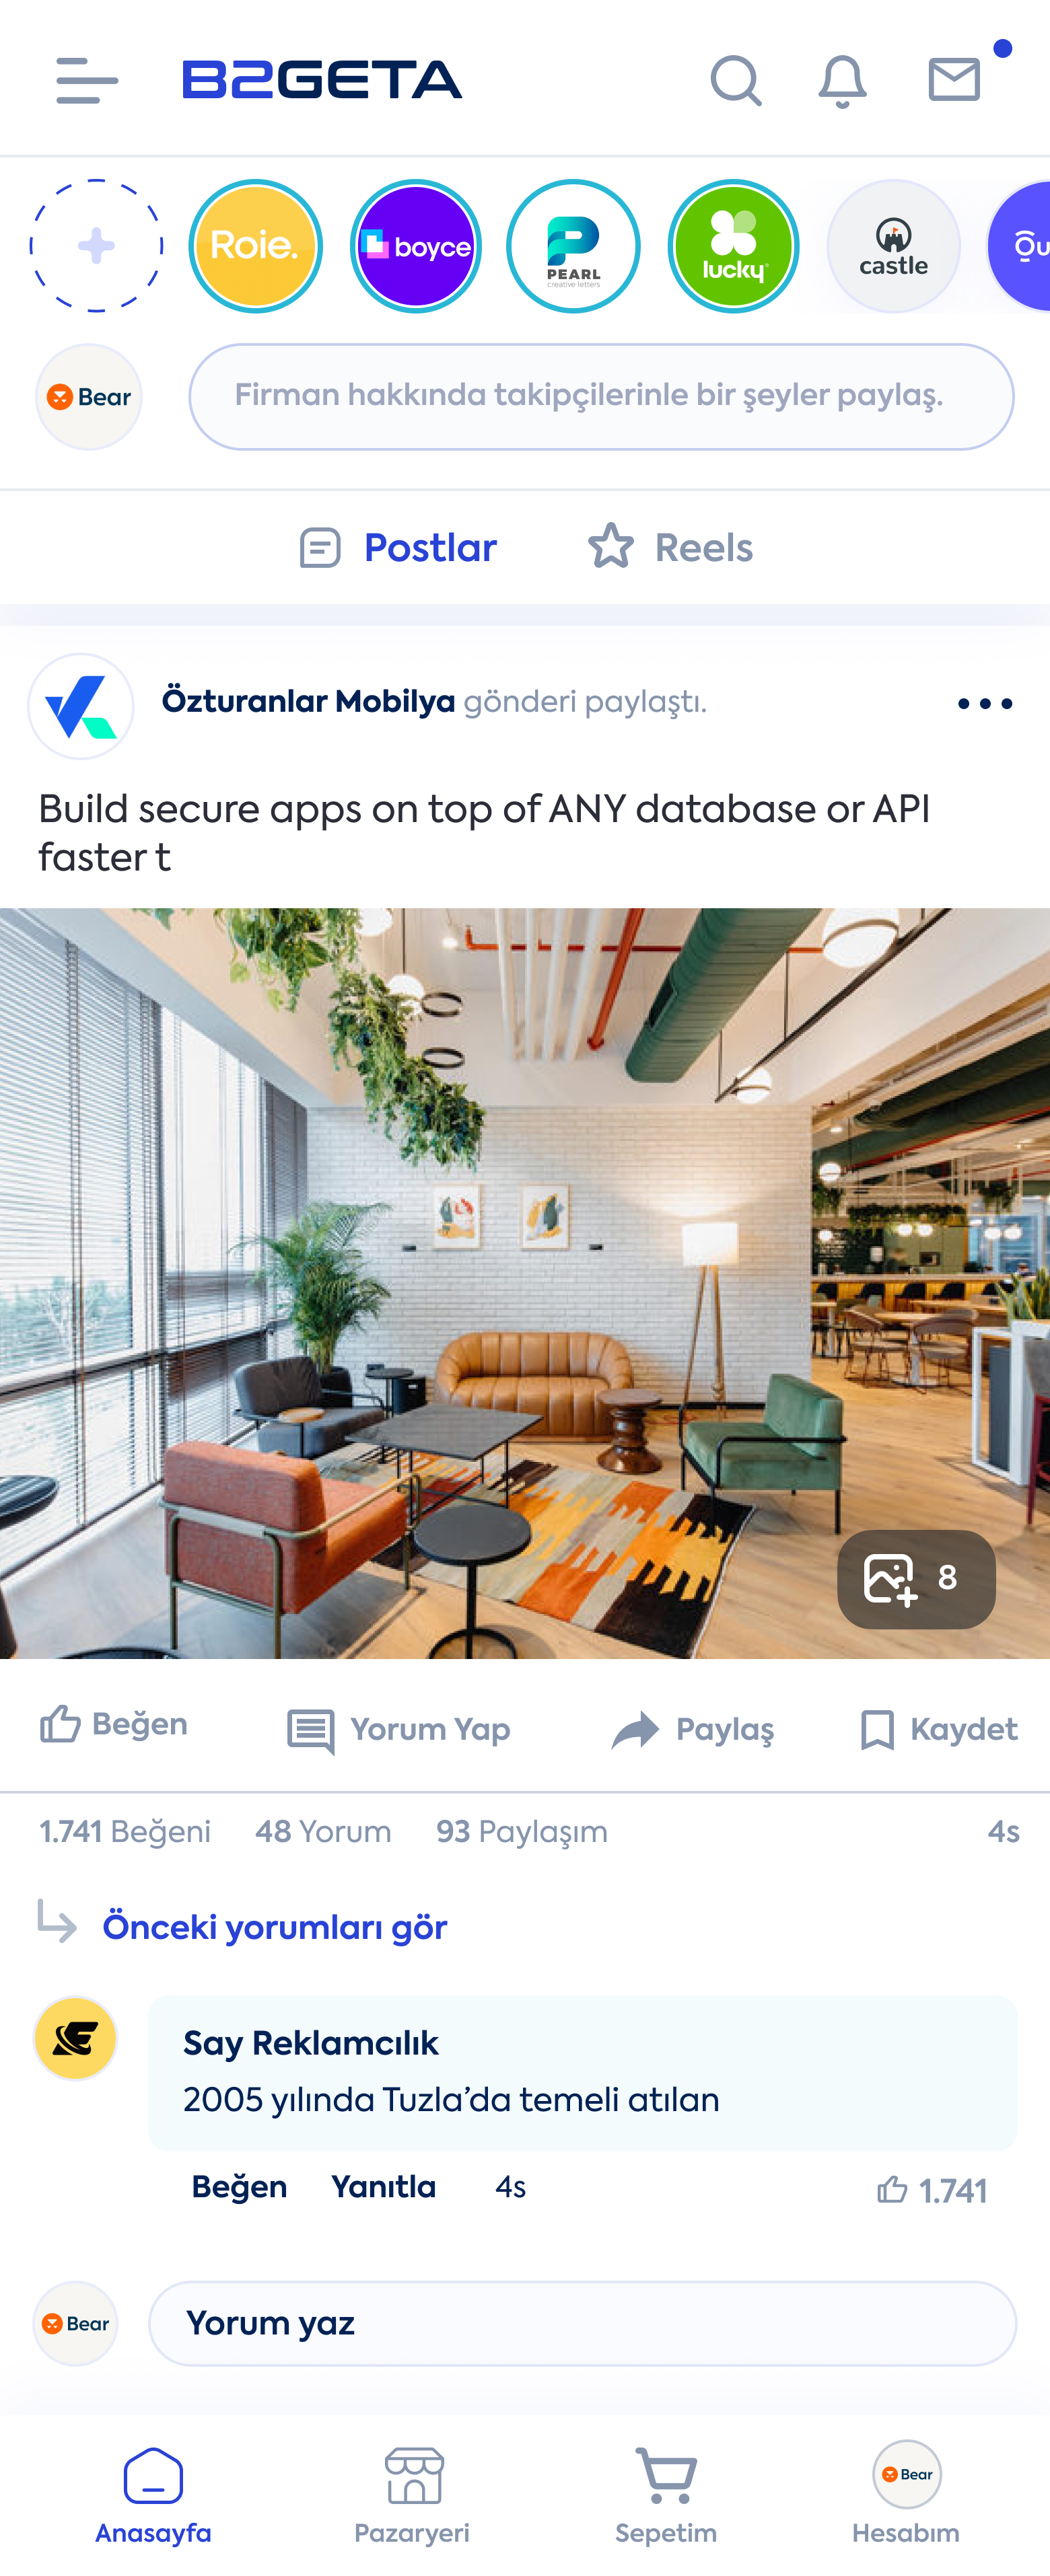 B2GETA
Roie.
boyce
PEARL
creative letters
lucky
castle
Qu
Bear
Firman hakkında takipçilerinle bir şeyler paylaş.
Postlar
Reels
Özturanlar Mobilya gönderi paylaştı.
Build secure apps on top of ANY database or API
faster t
8
Beğen
Yorum Yap
Paylaş
Kaydet
1.741 Beğeni
48 Yorum
93 Paylaşım
4s
Önceki yorumları gör
Say Reklamcılık
2005 yılında Tuzla’da temeli atılan
Beğen
Yanıtla
4s
1.741
Bear
Yorum yaz
Bear
Anasayfa
Pazaryeri
Sepetim
Hesabım